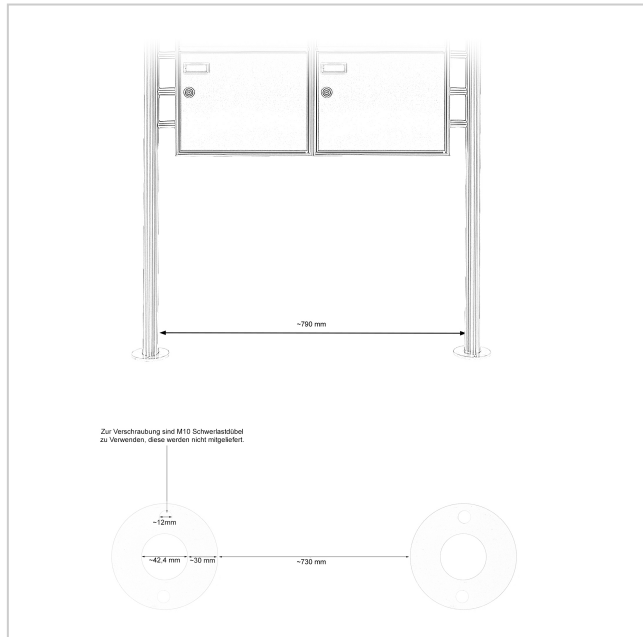 ~790 mm
Zur Verschraubung sind M10 Schwerlastdübel
zu Verwenden, diese werden nicht mitgeliefert.
~12mm
~42,4 mm
~30 mm
~730 mm